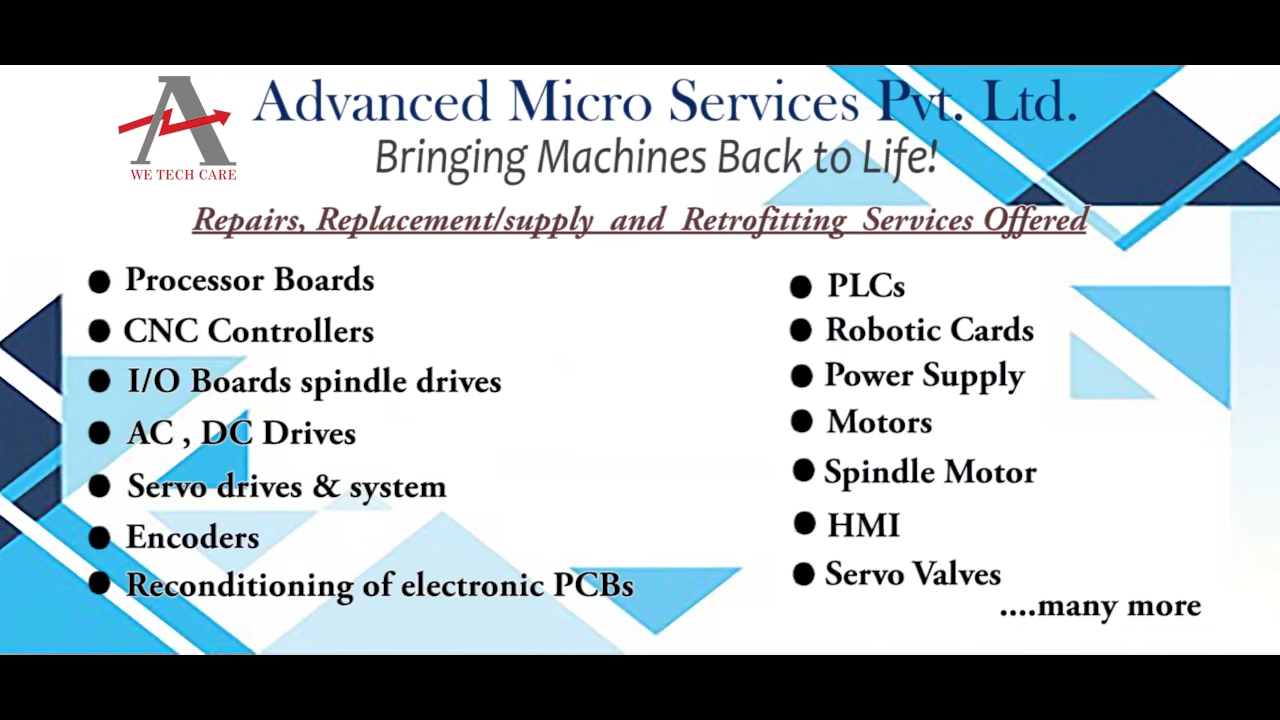 Advanced Micro Services Pvt. Ltd.
Bringing Machines Back to Life!
WE TECH CARE
Repairs, Replacement/supply and Retrofitting Services Offered
Processor Boards
CNC Controllers
I/O Boards spindle drives
AC , DC Drives
Servo drives & system
Encoders
Reconditioning of electronic PCBs
PLCs
Robotic Cards
Power Supply
Motors
Spindle Motor
HMI
Servo Valves
....many more